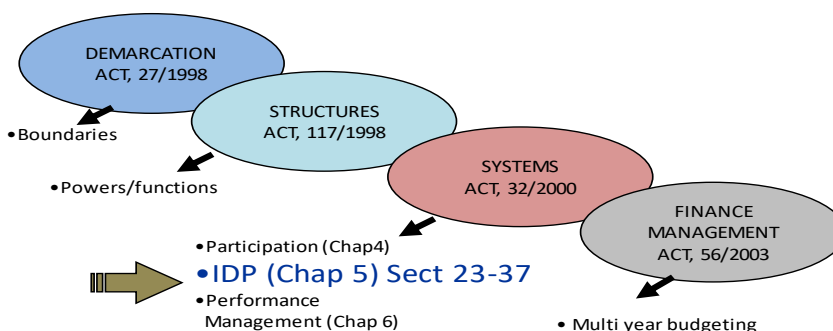 DEMARCATION
ACT, 27/1998
•Boundaries
STRUCTURES
ACT, 117/1998
•Powers/functions
SYSTEMS
ACT, 32/2000
•Participation (Chap4)
•IDP (Chap 5) Sect 23-37
•Performance
Management (Chap 6)
FINANCE
MANAGEMENT
ACT, 56/2003
• Multi year budgeting